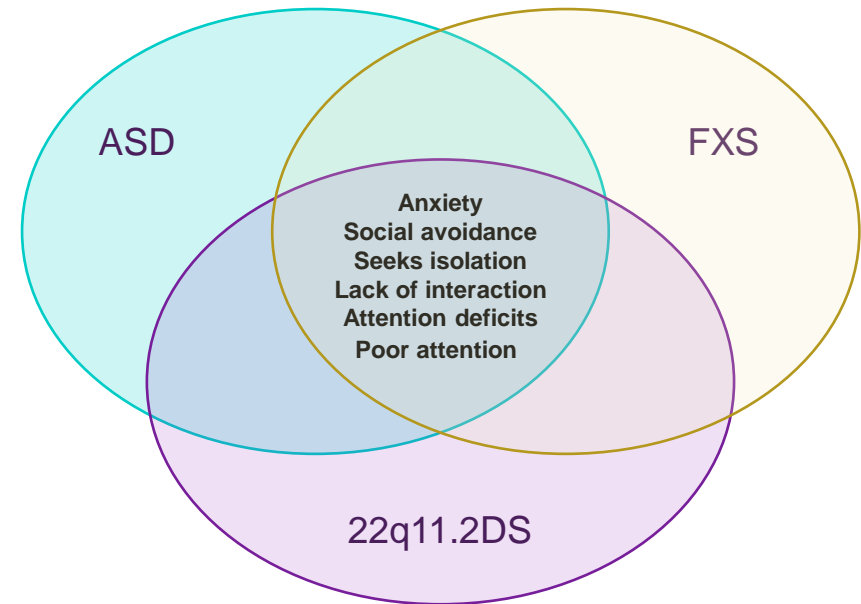 ASD
FXS
Anxiety
Social avoidance
Seeks isolation
Lack of interaction
Attention deficits
Poor attention
22q11.2DS